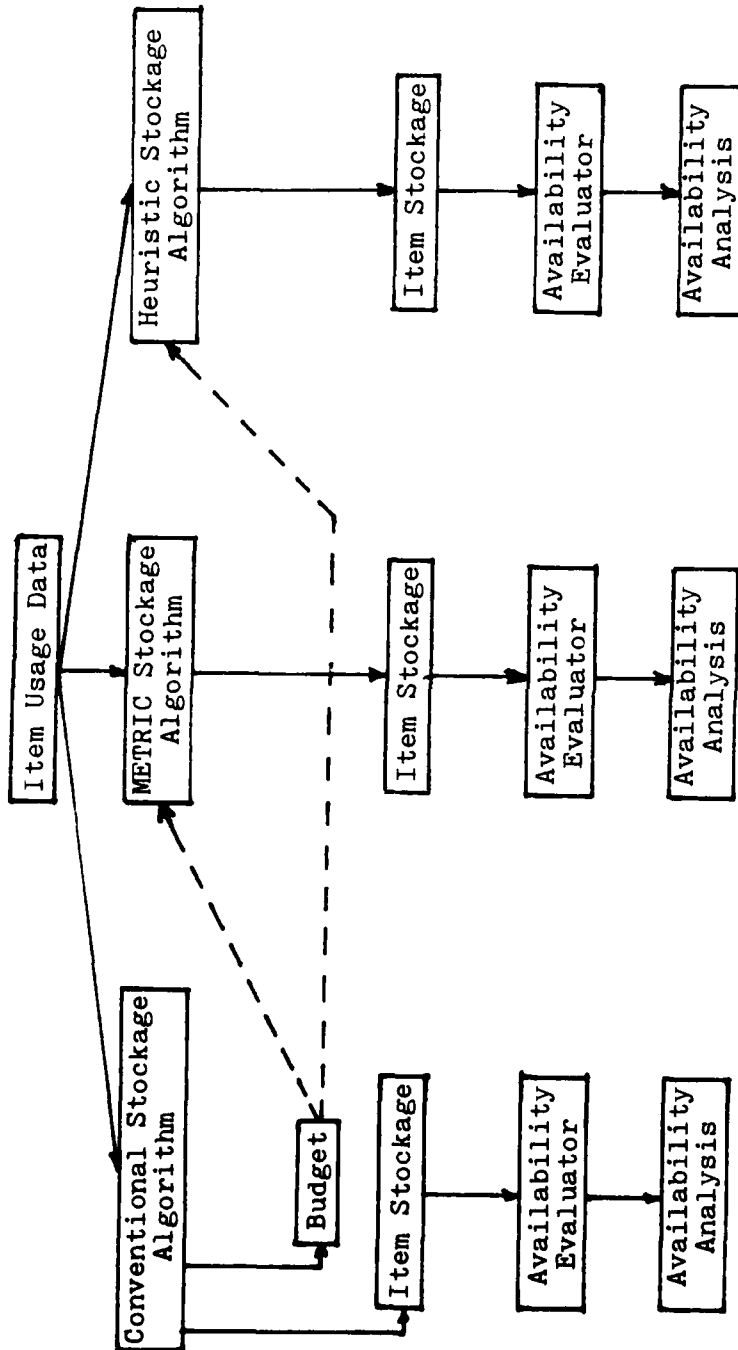 Item Usage Data
Conventional Stockage
Algorithm
METRIC Stockage
Algorithm
Heuristic Stockage
Algorithm
Budget
Item Stockage
Item Stockage
Item Stockage
Availability
Evaluator
Availability
Evaluator
Availability
Evaluator
Availability
Analysis
Availability
Analysis
Availability
Analysis